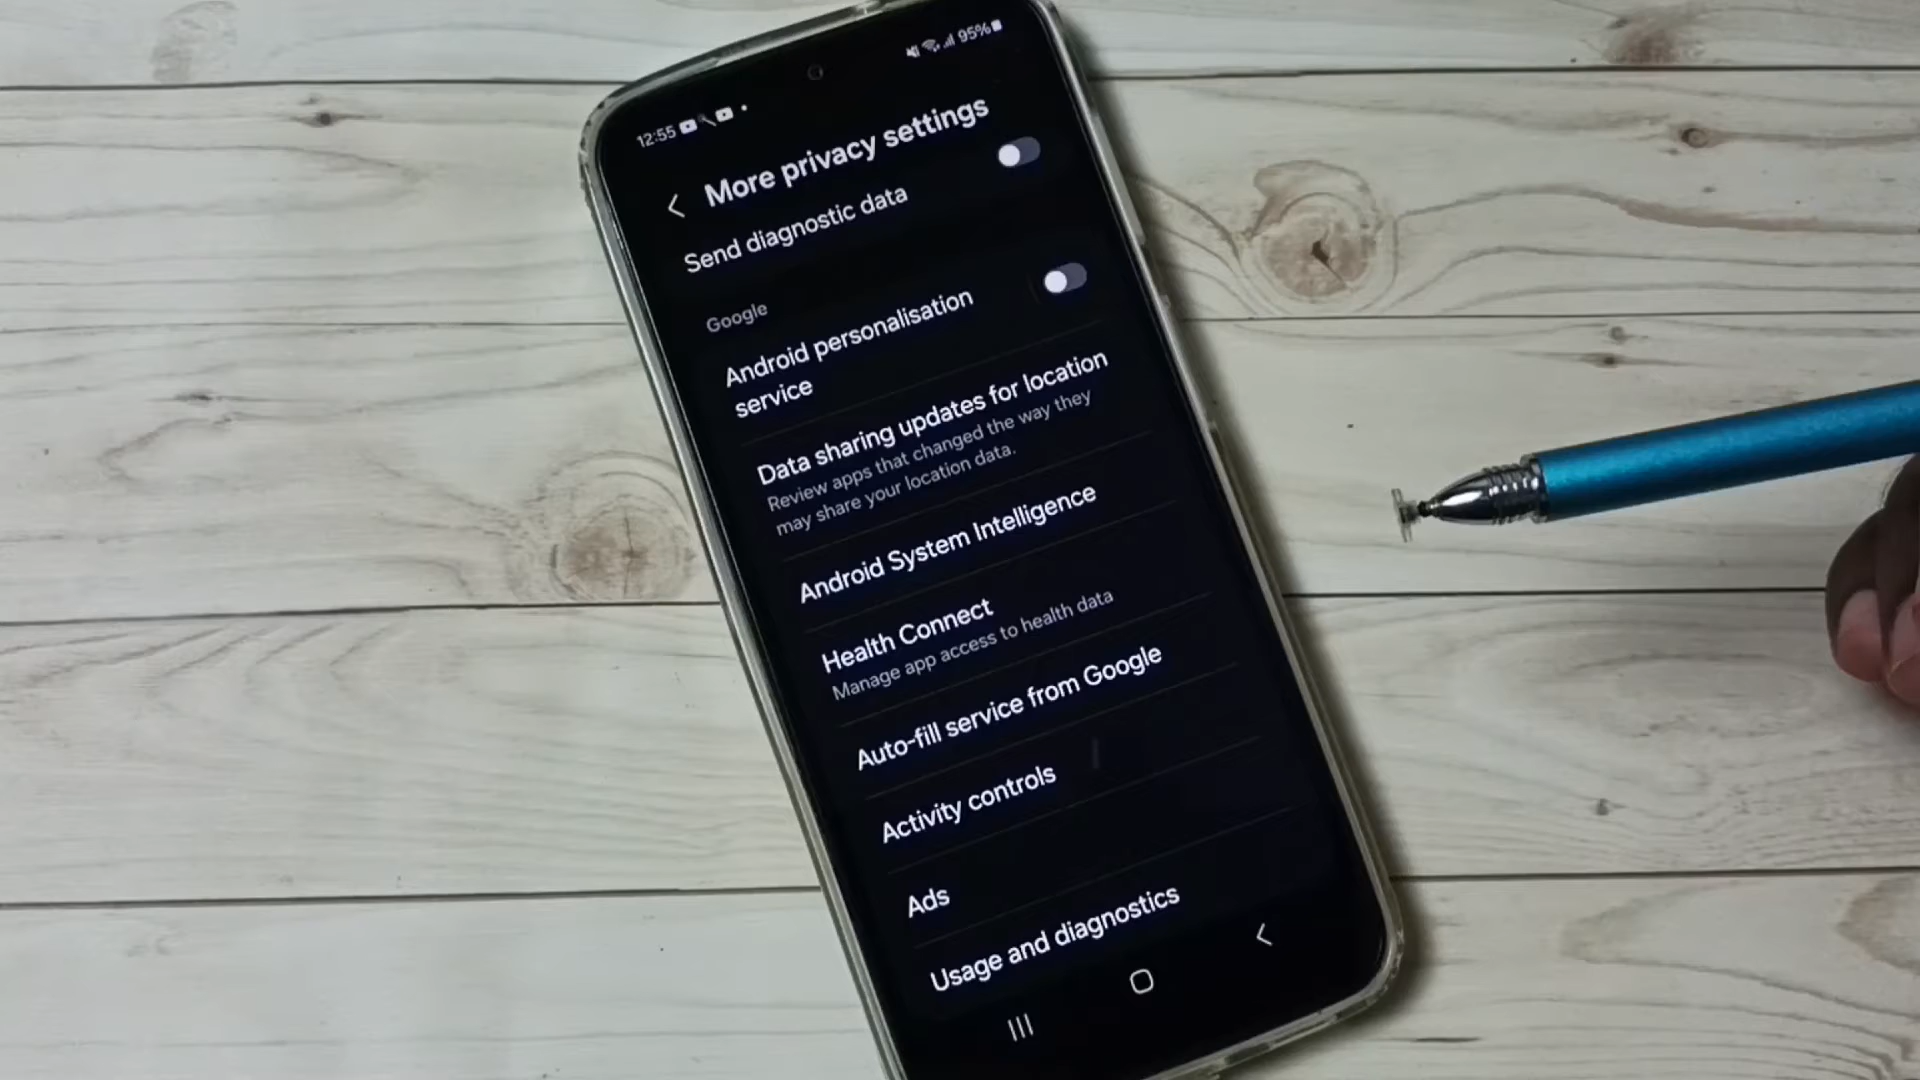 12:55
95%
More privacy settings
Send diagnostic data
Google
Android personalisation
service
Data sharing updates for location
Review apps that changed the way they
may share your location data.
Android System Intelligence
Health Connect
Manage app access to health data
Auto-fill service from Google
Activity controls
Ads
Usage and diagnostics